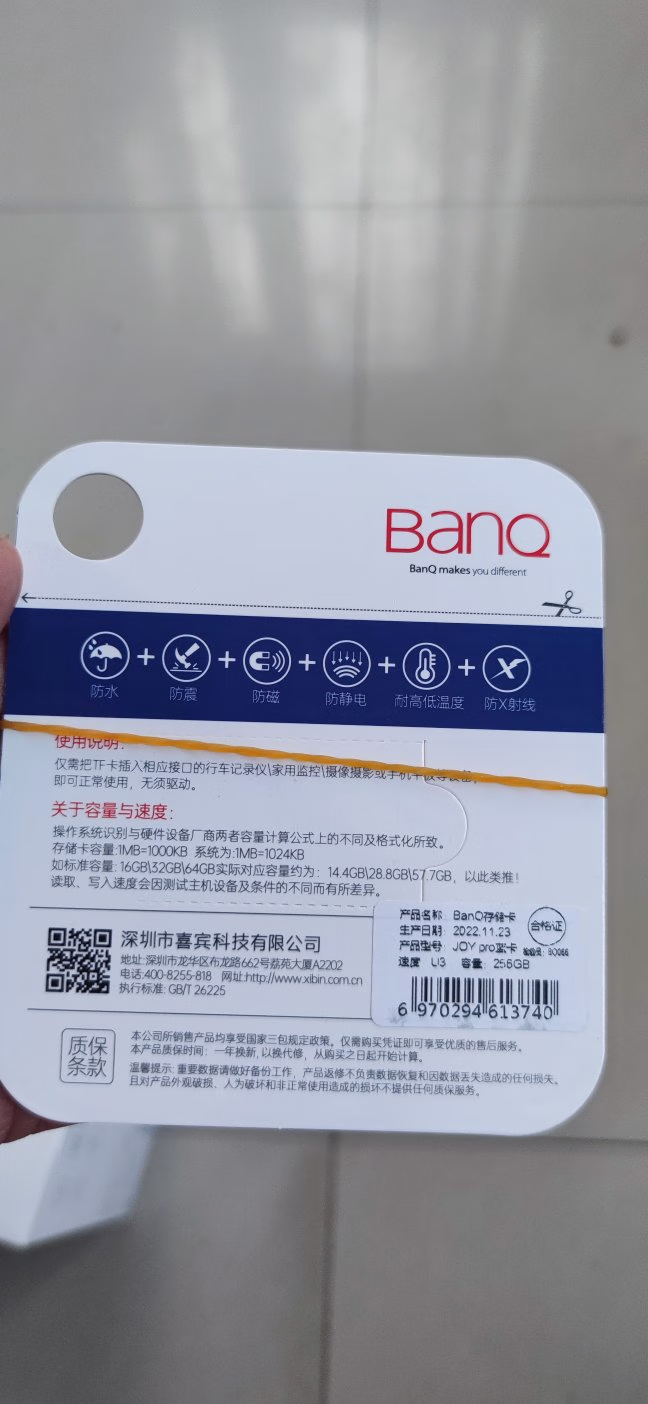 BanQ
BanQ makes you different
防水
防震
防磁
防静电
耐高低温度
防X射线
使用说明:
仅需把TF卡插入相应接口的行车记录仪\家用监控\摄像摄影或手机平板等设备,
即可正常使用,无须驱动。
关于容量与速度:
操作系统识别与硬件设备厂商两者容量计算公式上的不同及格式化所致。
存储卡容量:1MB=1000KB 系统为:1MB=1024KB
如标准容量: 16GB\32GB\64GB实际对应容量约为: 14.4GB\28.8GB\57.7GB, 以此类推!
读取、写入速度会因测试主机设备及条件的不同而有所差异。
深圳市喜宾科技有限公司
地址:深圳市龙华区布龙路662号荔苑大厦A2202
电话:400-8255-818 网址:http://www.xibin.com.cn
执行标准: GB/T 26225
产品名称: BanQ存储卡
生产日期: 2022.11.23
产品型号: JOY pro蓝卡
速度 U3 容量: 256GB
合格证
6 970294 613740
质保
条款
本公司所销售产品均享受国家三包规定政策。仅需购买凭证即可享受优质的售后服务。
本产品质保时间: 一年换新, 以换代修, 从购买之日起开始计算。
温馨提示: 重要数据请做好备份工作, 产品返修不负责数据恢复和因数据丢失造成的任何损失。
且对产品外观破损、人为破坏和非正常使用造成的损坏不提供任何质保服务。